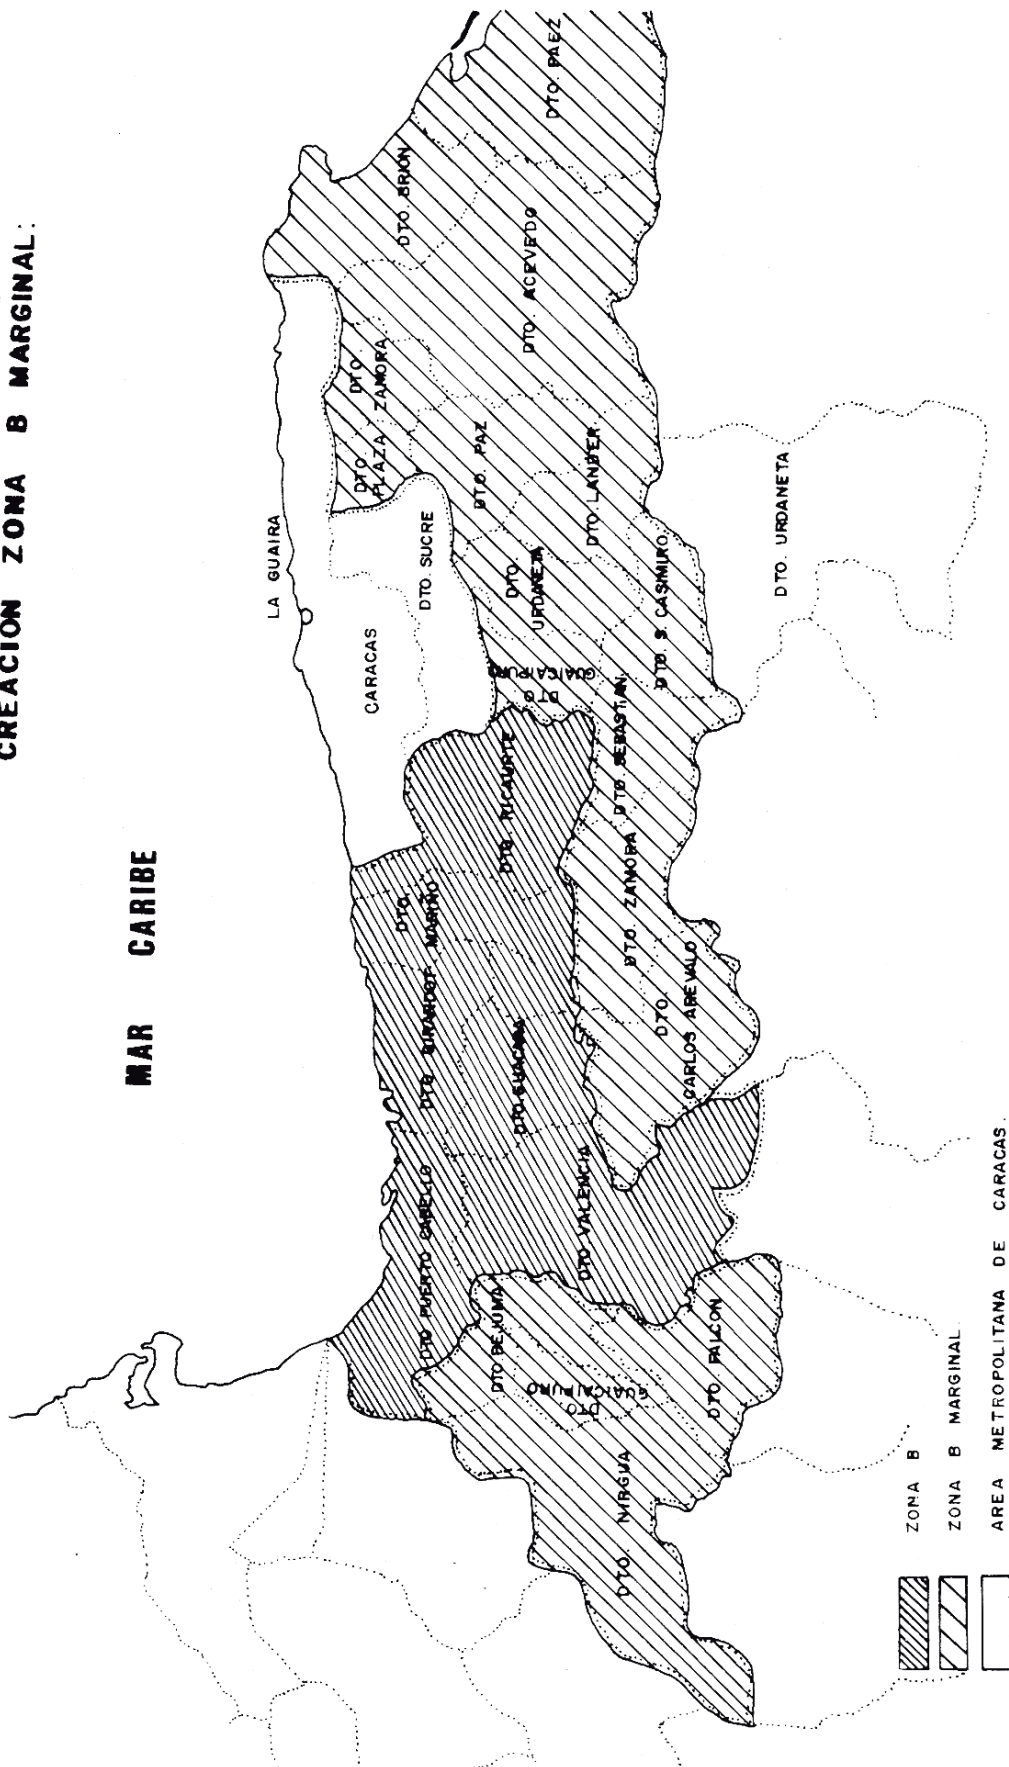 CREACION ZONA B MARGINAL:
MAR CARIBE
LA GUAIRA
CARACAS
DTO. SUCRE
DTO.
PLAZA
DTO.
ZAMORA
DTO. BRION
DTO. PAEZ
DTO. ACEVEDO
DTO. PAZ
DTO. LANDER
DTO.
URDANETA
DTO.
GUAICAIPURO
DTO. S. CASIMIRO
DTO. URDANETA
DTO. SEBASTIAN
DTO. ZAMORA
DTO.
CARLOS AREVALO
DTO. RICAURTE
DTO.
MARIÑO
DTO GIRARDOT
DTO GUACARA
DTO VALENCIA
DTO PUERTO CABELLO
DTO BEJUMA
DTO
GUAICAIPURO
DTO FALCON
DTO. NIRGUA
ZONA B
ZONA B MARGINAL
AREA METROPOLITANA DE CARACAS.